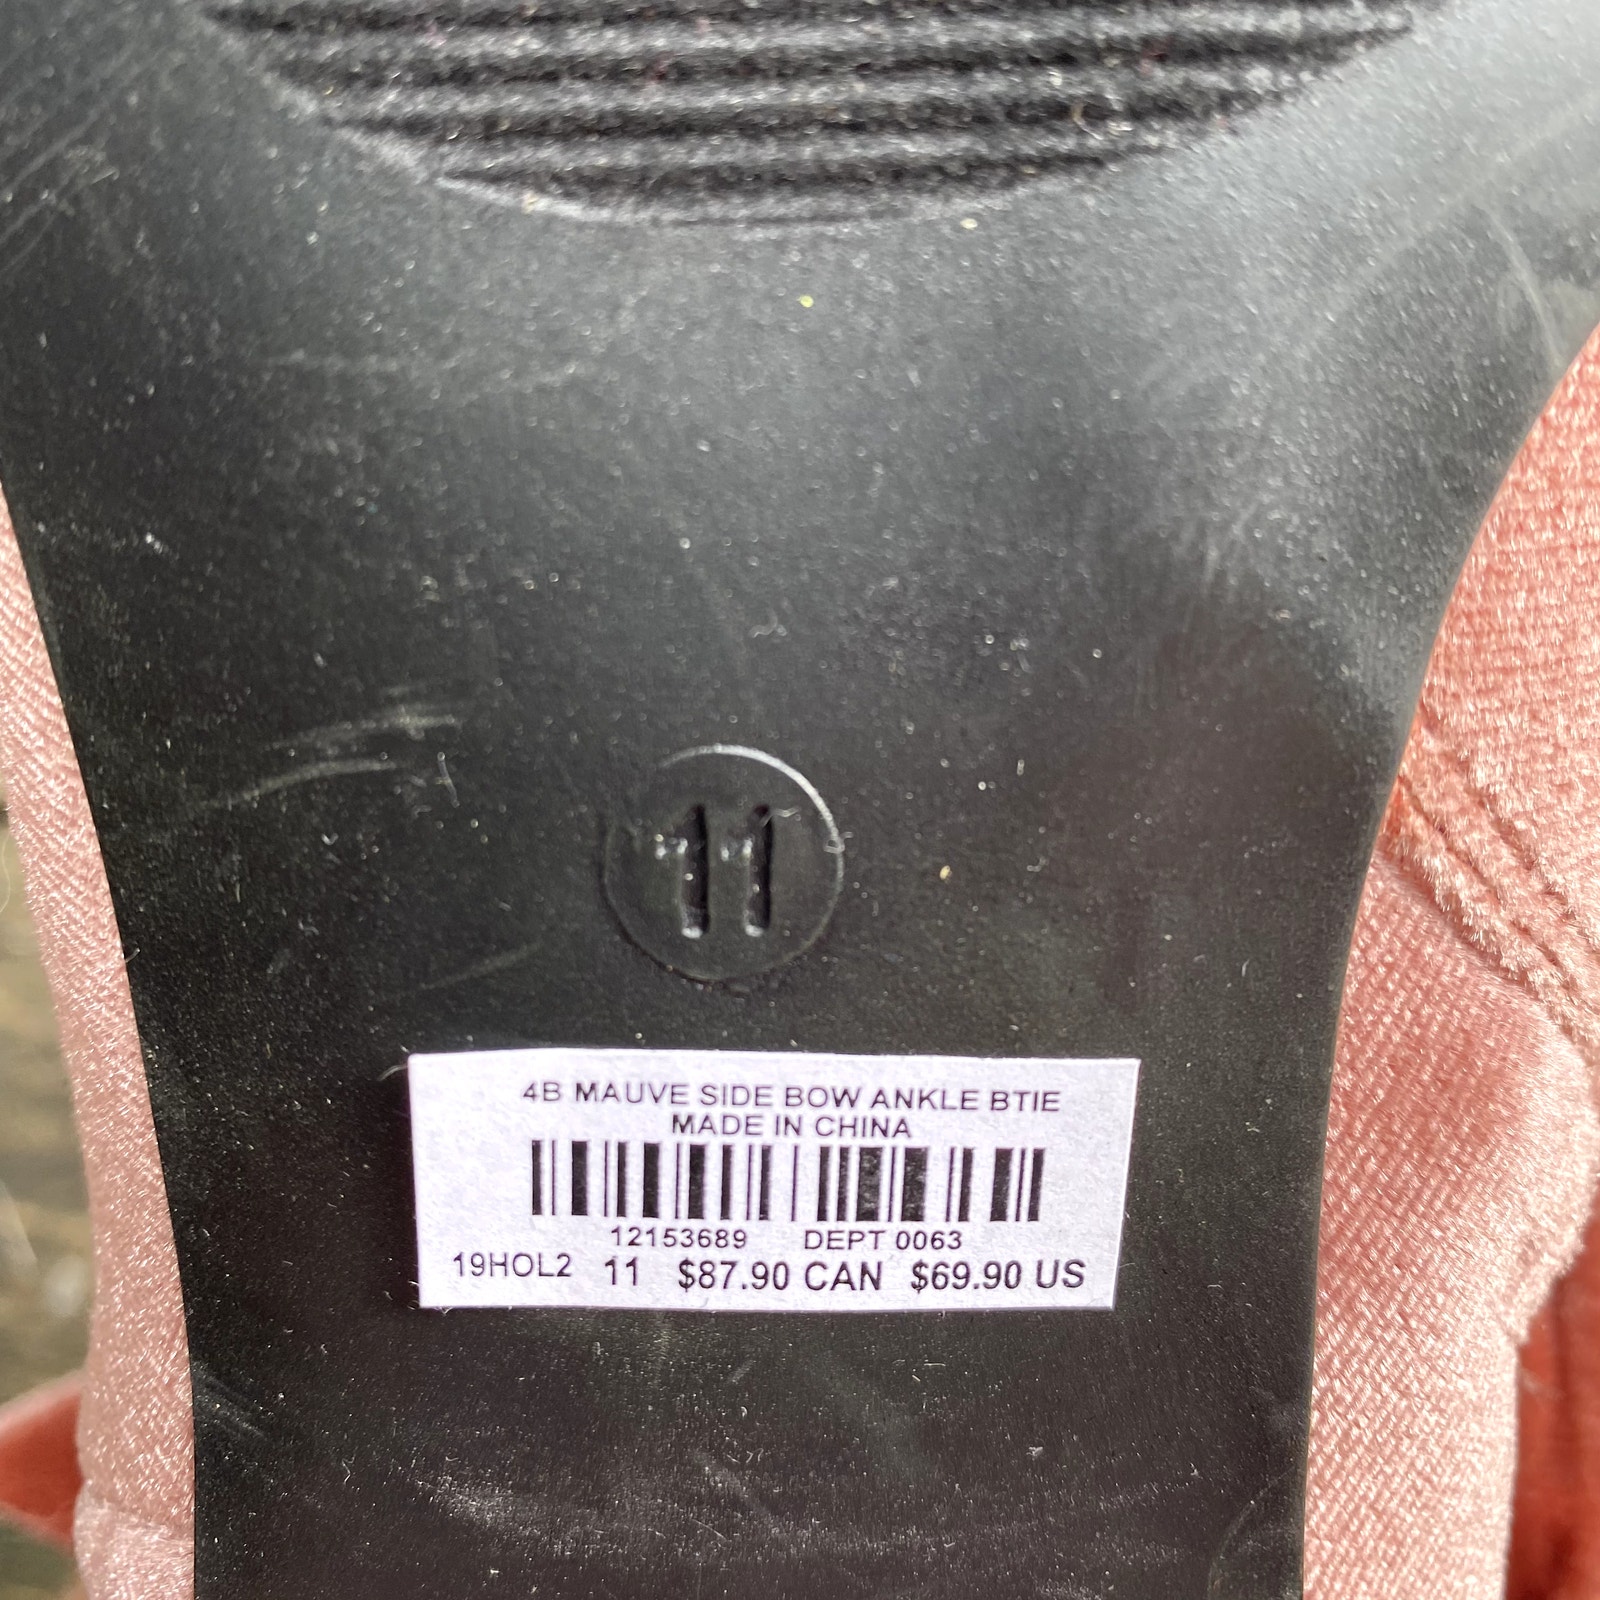 11
4B MAUVE SIDE BOW ANKLE BTIE
MADE IN CHINA
12153689 DEPT 0063
19HOL2 11 $87.90 CAN $69.90 US